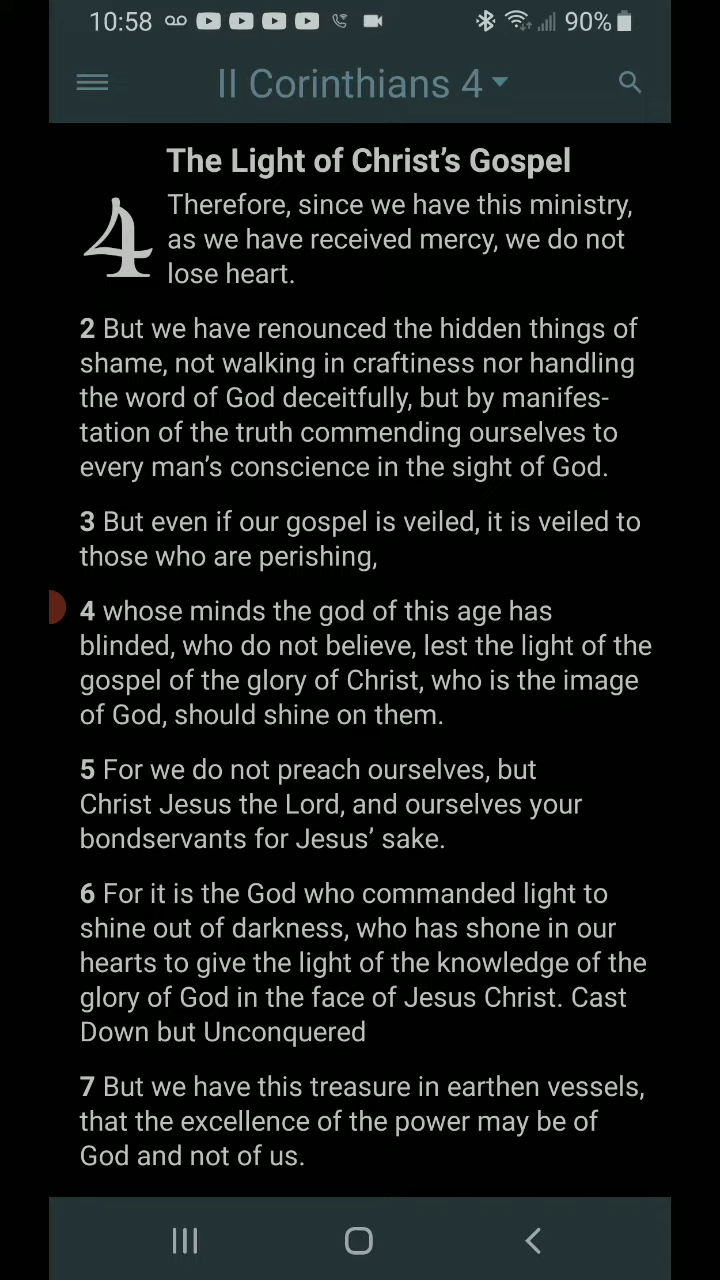 10:58 90%
II Corinthians 4
The Light of Christ's Gospel
4 Therefore, since we have this ministry,
as we have received mercy, we do not
lose heart.
2 But we have renounced the hidden things of
shame, not walking in craftiness nor handling
the word of God deceitfully, but by manifes-
tation of the truth commending ourselves to
every man's conscience in the sight of God.
3 But even if our gospel is veiled, it is veiled to
those who are perishing,
4 whose minds the god of this age has
blinded, who do not believe, lest the light of the
gospel of the glory of Christ, who is the image
of God, should shine on them.
5 For we do not preach ourselves, but
Christ Jesus the Lord, and ourselves your
bondservants for Jesus' sake.
6 For it is the God who commanded light to
shine out of darkness, who has shone in our
hearts to give the light of the knowledge of the
glory of God in the face of Jesus Christ. Cast
Down but Unconquered
7 But we have this treasure in earthen vessels,
that the excellence of the power may be of
God and not of us.